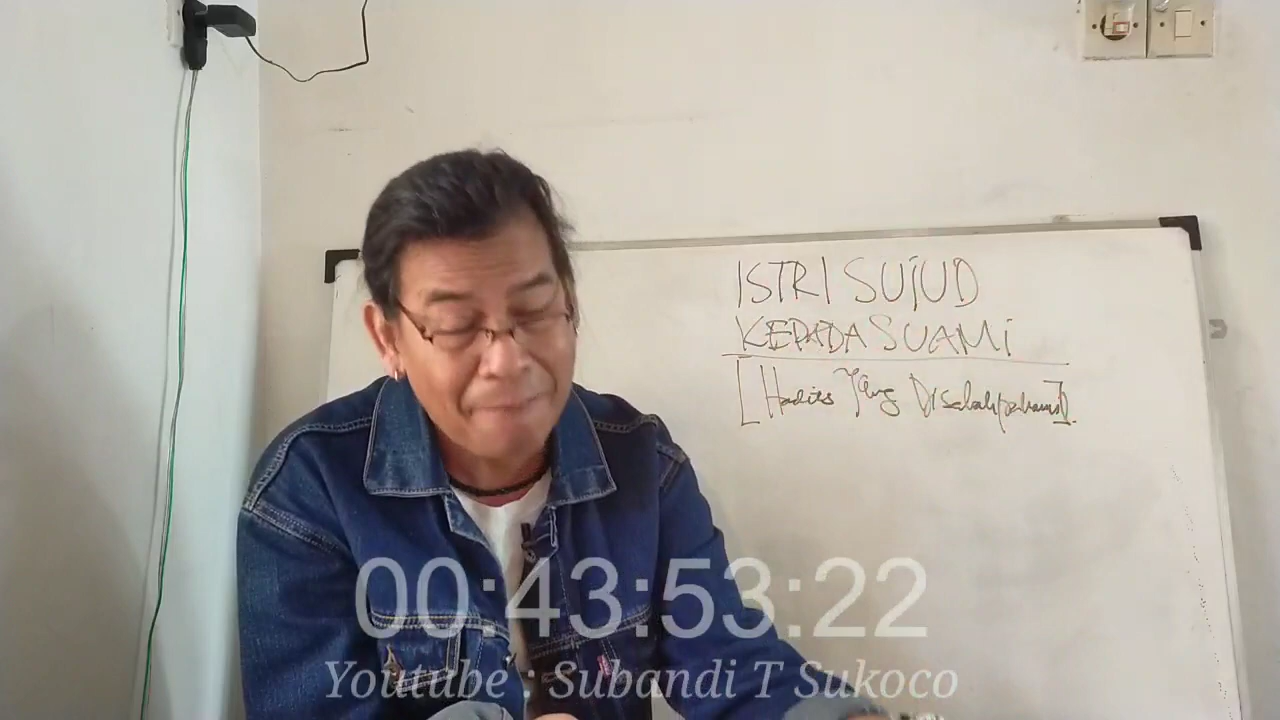 ISTRI SUJUD
KEPADA SUAMI
[Hadits Yang Disalahpahami].
00:43:53:22
Youtube : Subandi T Sukoco